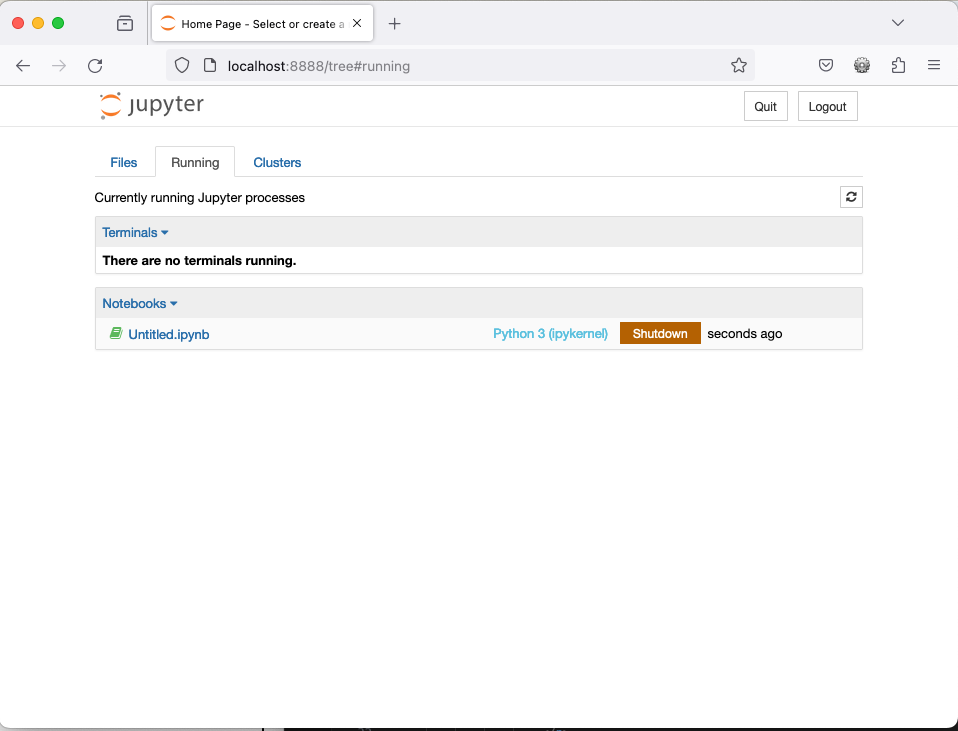 Home Page - Select or create a
localhost:8888/tree#running
jupyter
Quit
Logout
Files
Running
Clusters
Currently running Jupyter processes
Terminals
There are no terminals running.
Notebooks
Untitled.ipynb Python 3 (ipykernel) Shutdown seconds ago